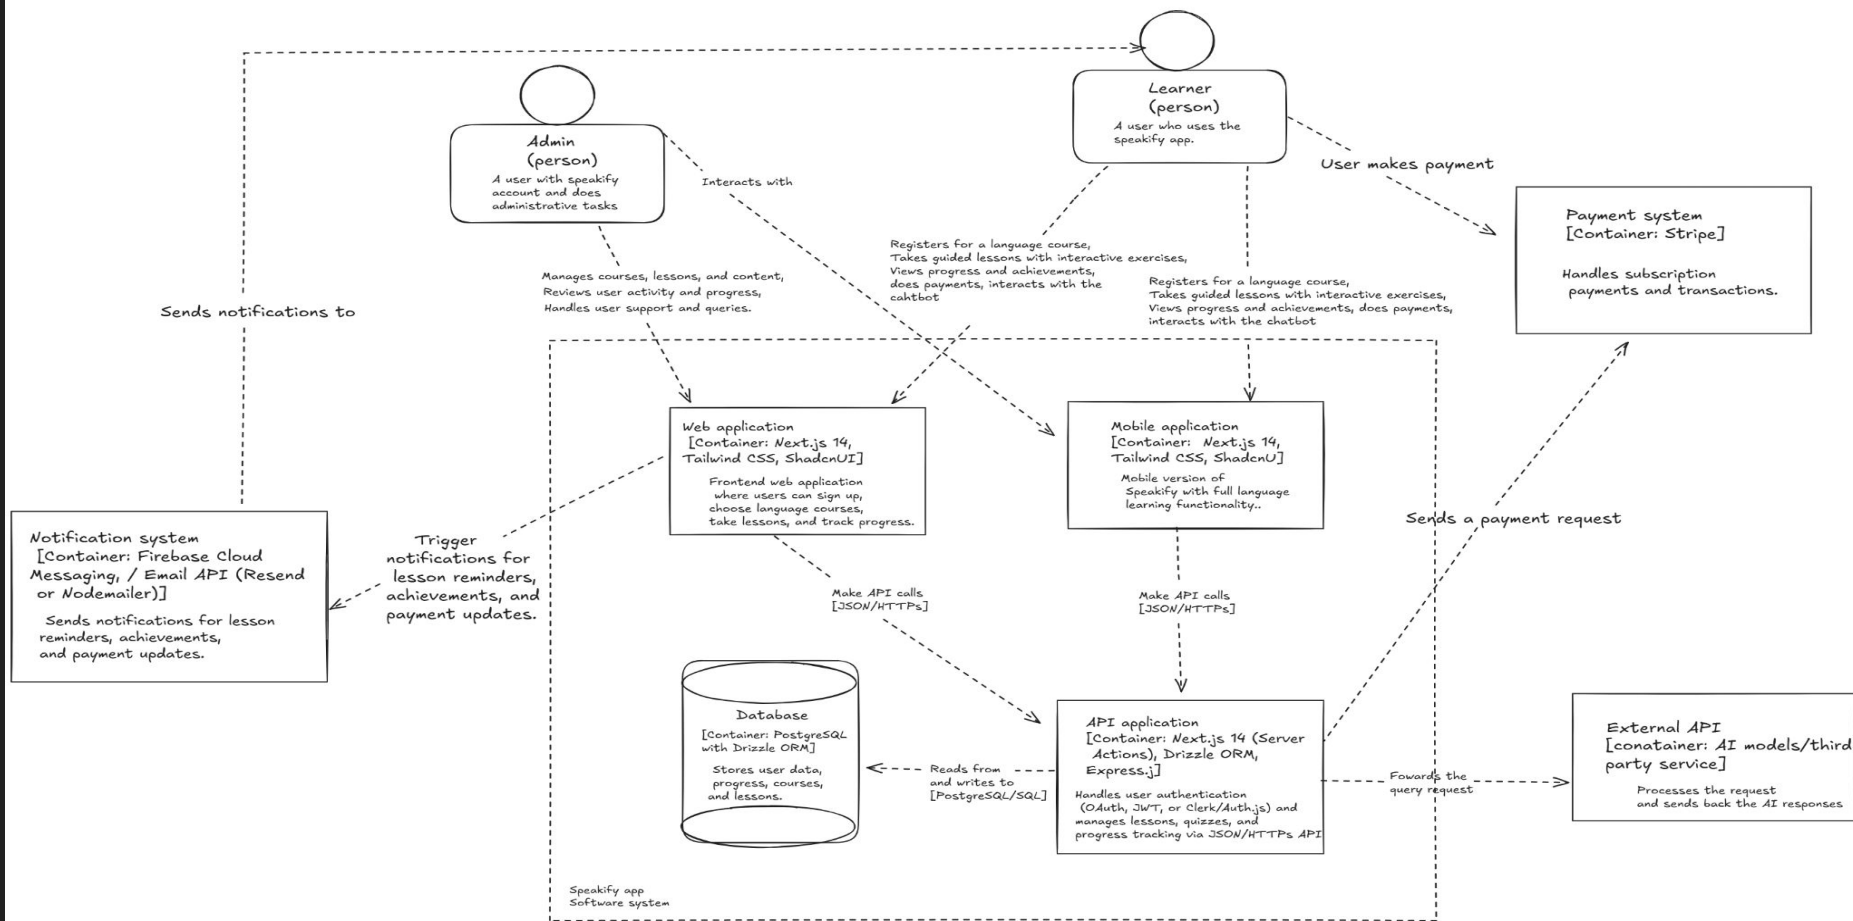 Learner
(person)
A user who uses the
speakify app.
Admin
(person)
A user with speakify
account and does
administrative tasks
Interacts with
User makes payment
Payment system
[Container: Stripe]
Handles subscription
payments and transactions.
Registers for a language course,
Takes guided lessons with interactive exercises,
Views progress and achievements,
does payments, interacts with the
cahtbot
Manages courses, lessons, and content,
Reviews user activity and progress,
Handles user support and queries.
Registers for a language course,
Takes guided lessons with interactive exercises,
Views progress and achievements, does payments,
interacts with the chatbot
Sends notifications to
Web application
[Container: Next.js 14,
Tailwind CSS, ShadcnUI]
Frontend web application
where users can sign up,
choose language courses,
take lessons, and track progress.
Mobile application
[Container: Next.js 14,
Tailwind CSS, ShadcnU]
Mobile version of
Speakify with full language
learning functionality..
Sends a payment request
Notification system
[Container: Firebase Cloud
Messaging, / Email API (Resend
or Nodemailer)]
Sends notifications for lesson
reminders, achievements,
and payment updates.
Trigger
notifications for
lesson reminders,
achievements, and
payment updates.
Make API calls
[JSON/HTTPs]
Make API calls
[JSON/HTTPs]
Database
[Container: PostgreSQL
with Drizzle ORM]
Stores user data,
progress, courses,
and lessons.
Reads from
and writes to
[PostgreSQL/SQL]
API application
[Container: Next.js 14 (Server
Actions), Drizzle ORM,
Express.j]
Handles user authentication
(OAuth, JWT, or Clerk/Auth.js) and
manages lessons, quizzes, and
progress tracking via JSON/HTTPs API
Fowards the
query request
External API
[conatainer: AI models/third
party service]
Processes the request
and sends back the AI responses
Speakify app
Software system